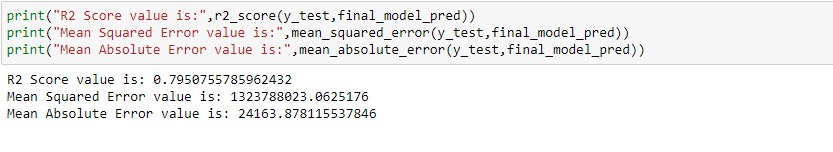 print("R2 Score value is:",r2_score(y_test,final_model_pred))
print("Mean Squared Error value is:",mean_squared_error(y_test,final_model_pred))
print("Mean Absolute Error value is:",mean_absolute_error(y_test,final_model_pred))
R2 Score value is: 0.7950755785962432
Mean Squared Error value is: 1323788023.0625176
Mean Absolute Error value is: 24163.878115537846